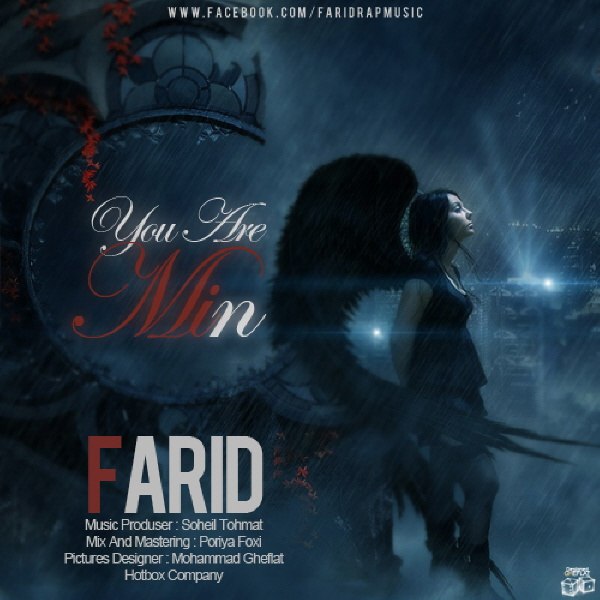 WWW.FACEBOOK.COM/FARIDRAPMUSIC
You Are
Min
FARID
Music Produser : Soheil Tohmat
Mix And Mastering : Poriya Foxi
Pictures Designer : Mohammad Gheflat
Hotbox Company